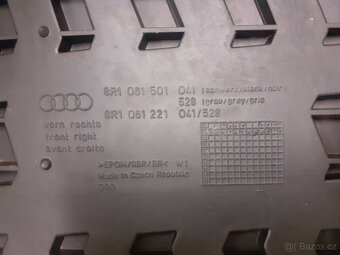 8R1 061 501 041 (schwarz/black/noir)
528 (grau/grey/gris)
8R1 061 221 041/528
vorn rechts
front right
avant droite
>EPDM/SBR/BR< W1
Made in Czech Republic
Bazos.cz